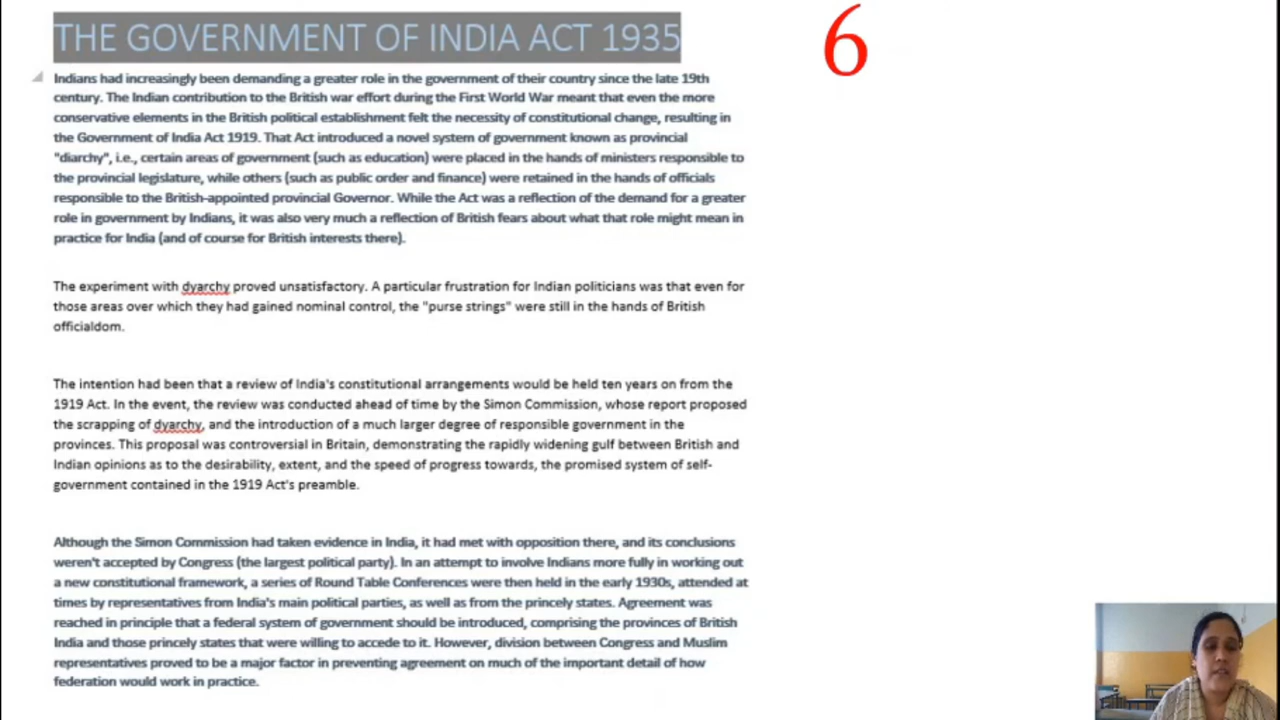 THE GOVERNMENT OF INDIA ACT 1935
6
Indians had increasingly been demanding a greater role in the government of their country since the late 19th
century. The Indian contribution to the British war effort during the First World War meant that even the more
conservative elements in the British political establishment felt the necessity of constitutional change, resulting in
the Government of India Act 1919. That Act introduced a novel system of government known as provincial
"diarchy", i.e., certain areas of government (such as education) were placed in the hands of ministers responsible to
the provincial legislature, while others (such as public order and finance) were retained in the hands of officials
responsible to the British-appointed provincial Governor. While the Act was a reflection of the demand for a greater
role in government by Indians, it was also very much a reflection of British fears about what that role might mean in
practice for India (and of course for British interests there).
The experiment with dyarchy proved unsatisfactory. A particular frustration for Indian politicians was that even for
those areas over which they had gained nominal control, the "purse strings" were still in the hands of British
officialdom.
The intention had been that a review of India's constitutional arrangements would be held ten years on from the
1919 Act. In the event, the review was conducted ahead of time by the Simon Commission, whose report proposed
the scrapping of dyarchy, and the introduction of a much larger degree of responsible government in the
provinces. This proposal was controversial in Britain, demonstrating the rapidly widening gulf between British and
Indian opinions as to the desirability, extent, and the speed of progress towards, the promised system of self-
government contained in the 1919 Act's preamble.
Although the Simon Commission had taken evidence in India, it had met with opposition there, and its conclusions
weren't accepted by Congress (the largest political party). In an attempt to involve Indians more fully in working out
a new constitutional framework, a series of Round Table Conferences were then held in the early 1930s, attended at
times by representatives from India's main political parties, as well as from the princely states. Agreement was
reached in principle that a federal system of government should be introduced, comprising the provinces of British
India and those princely states that were willing to accede to it. However, division between Congress and Muslim
representatives proved to be a major factor in preventing agreement on much of the important detail of how
federation would work in practice.